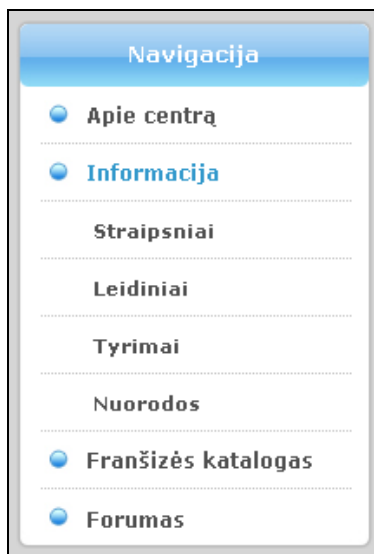 Navigacija
Apie centrą
Informacija
Straipsniai
Leidiniai
Tyrimai
Nuorodos
Franšizės katalogas
Forumas